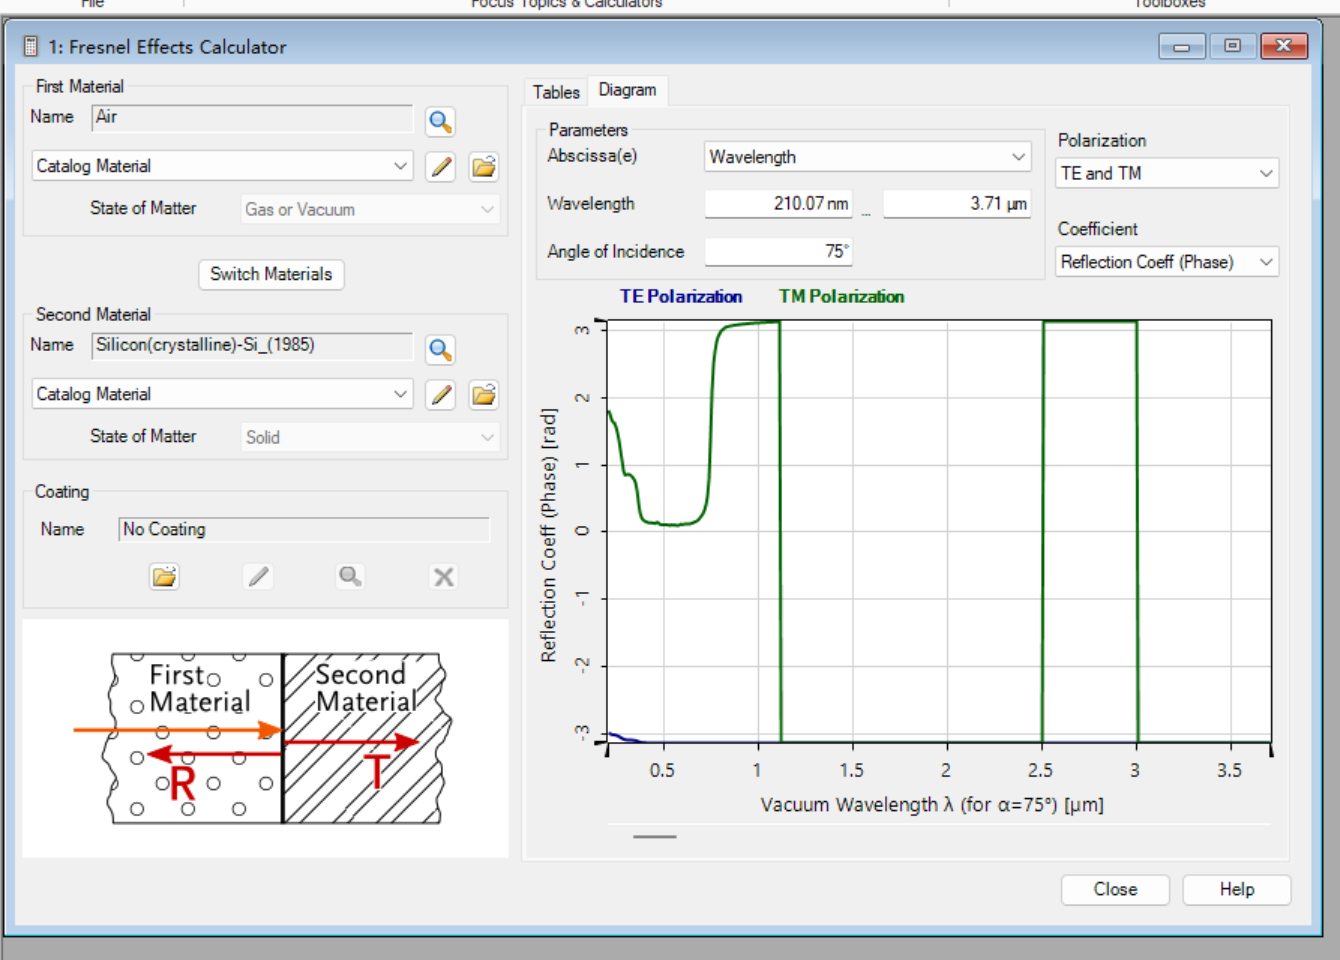 File
Focus Topics & Calculators
Toolboxes
1: Fresnel Effects Calculator
First Material
Name
Air
Catalog Material
State of Matter
Gas or Vacuum
Switch Materials
Second Material
Name
Silicon(crystalline)-Si_(1985)
Catalog Material
State of Matter
Solid
Coating
Name
No Coating
First
Material
Second
Material
R
T
Tables
Diagram
Parameters
Abscissa(e)
Wavelength
Wavelength
210.07 nm
...
3.71 µm
Angle of Incidence
75°
Polarization
TE and TM
Coefficient
Reflection Coeff (Phase)
TE Polarization
TM Polarization
Reflection Coeff (Phase) [rad]
3
2
1
0
-1
-2
-3
0.5
1
1.5
2
2.5
3
3.5
Vacuum Wavelength λ (for α=75°) [µm]
Close
Help